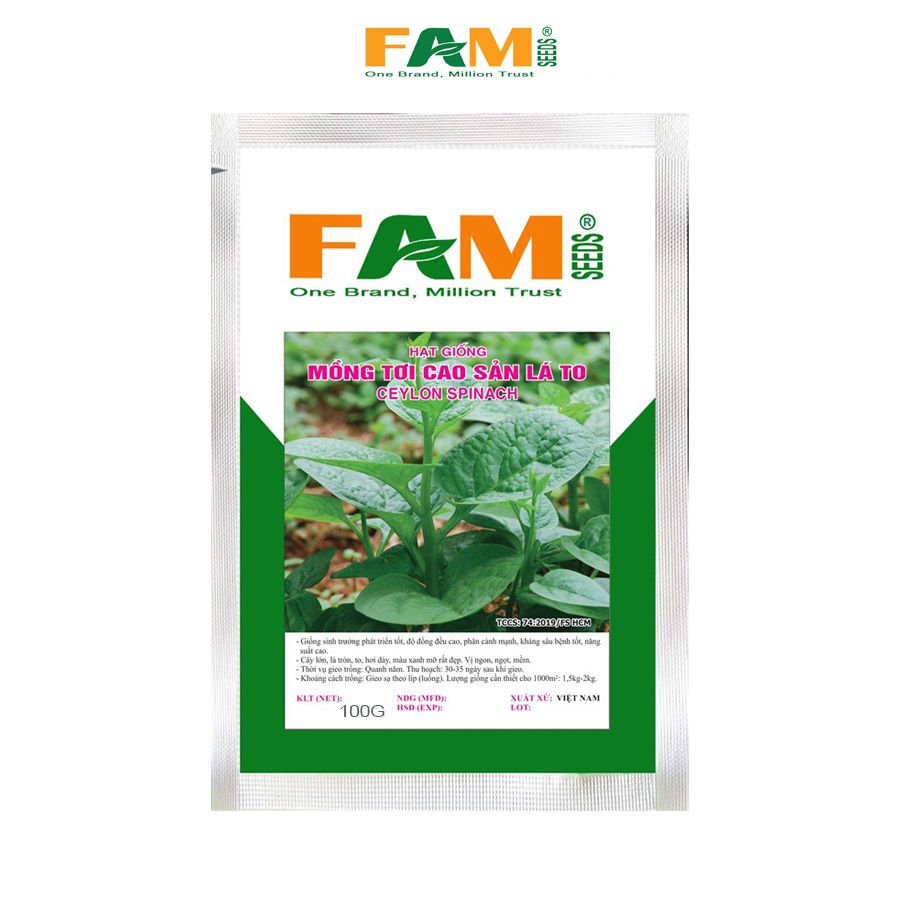 FAM SEEDS®
One Brand, Million Trust
FAM SEEDS®
One Brand, Million Trust
HẠT GIỐNG
MỒNG TƠI CAO SẢN LÁ TO
CEYLON SPINACH
TCCS: 74:2019/FS HCM
- Giống sinh trưởng phát triển tốt, độ đồng đều cao, phân cành mạnh, kháng sâu bệnh tốt, năng
suất cao.
- Cây lớn, lá tròn, to, hơi dày, màu xanh mỡ rất đẹp. Vị ngon, ngọt, mềm.
- Thời vụ gieo trồng: Quanh năm. Thu hoạch: 30-35 ngày sau khi gieo.
- Khoảng cách trồng: Gieo sạ theo líp (luống). Lượng giống cần thiết cho 1000m²: 1,5kg-2kg.
KLT (NET): 100G
NĐG (MFD):
HSD (EXP):
XUẤT XỨ: VIỆT NAM
LOT: